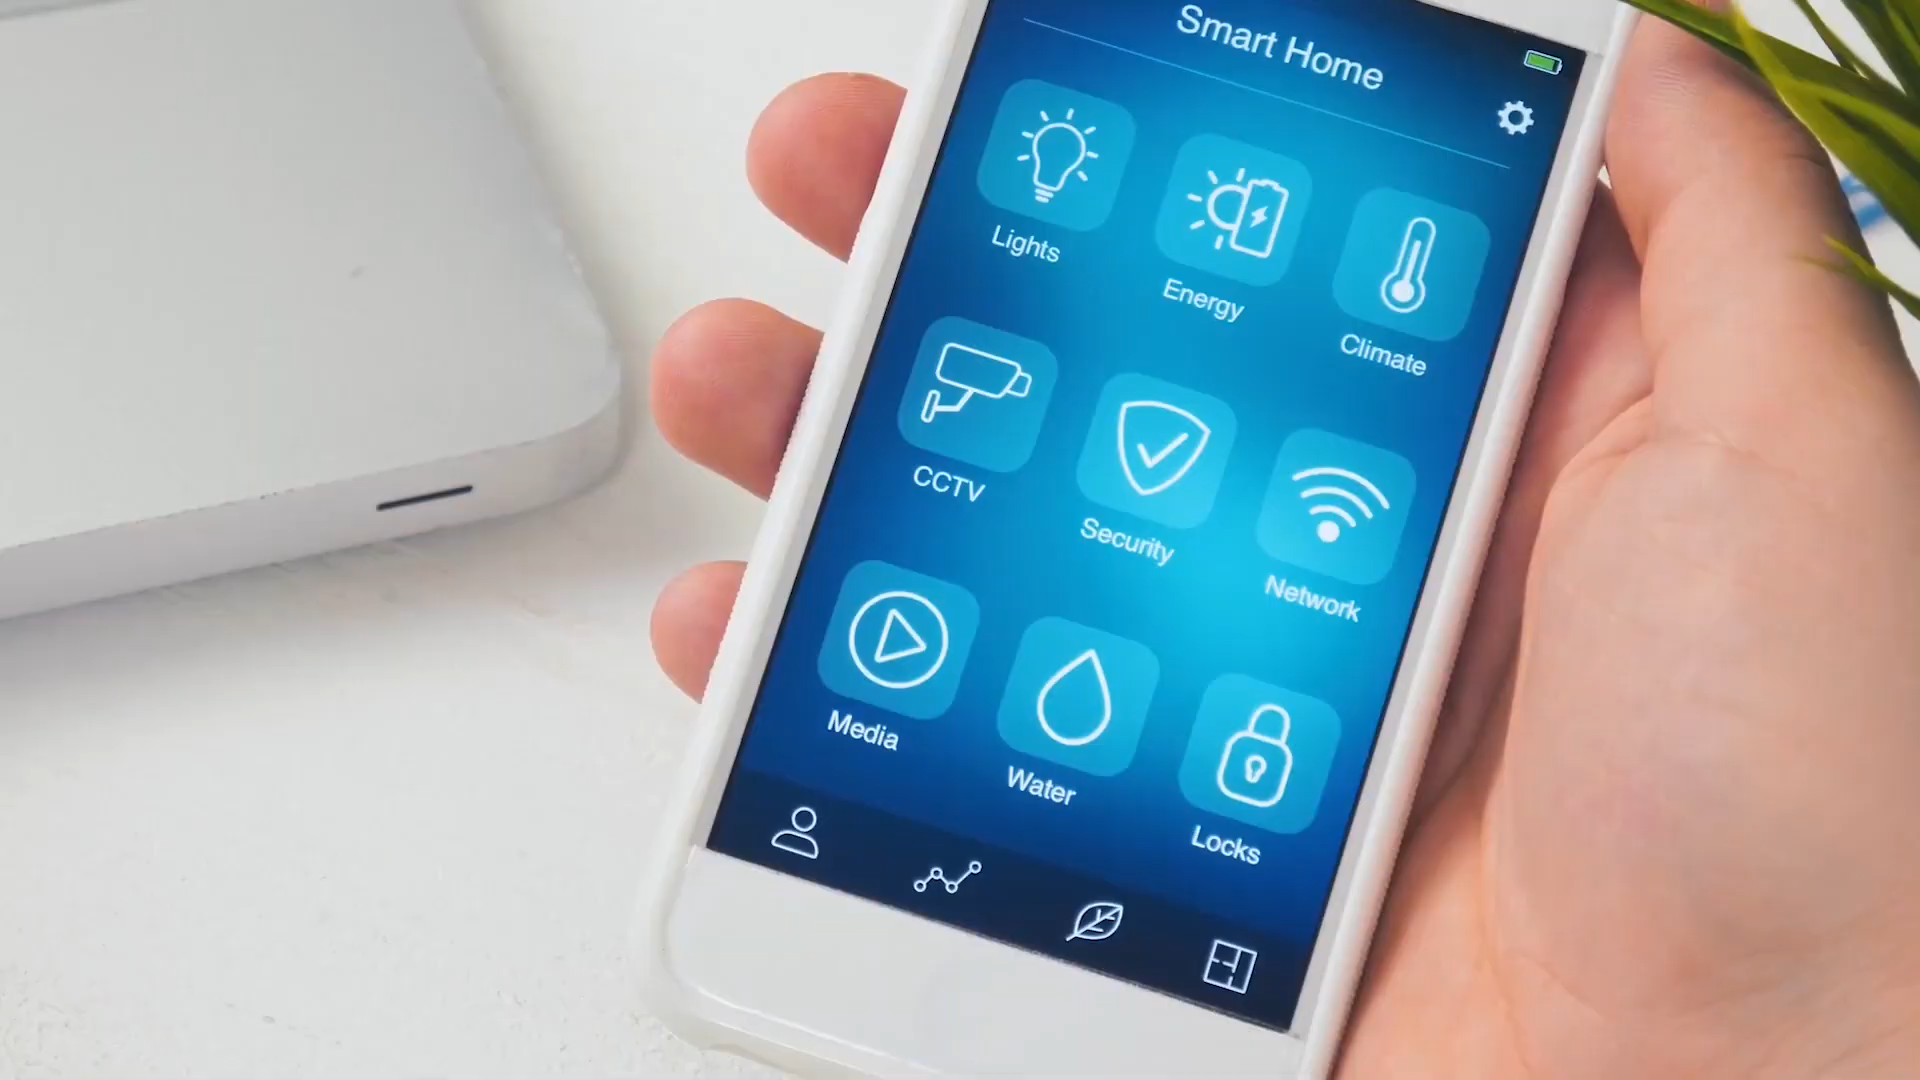 Smart Home
Lights
Energy
Climate
CCTV
Security
Network
Media
Water
Locks